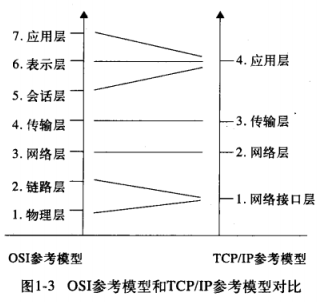 7. 应用层
6. 表示层
5. 会话层
4. 传输层
3. 网络层
2. 链路层
1. 物理层
4. 应用层
3. 传输层
2. 网络层
1. 网络接口层
OSI参考模型
TCP/IP参考模型
图1-3 OSI参考模型和TCP/IP参考模型对比